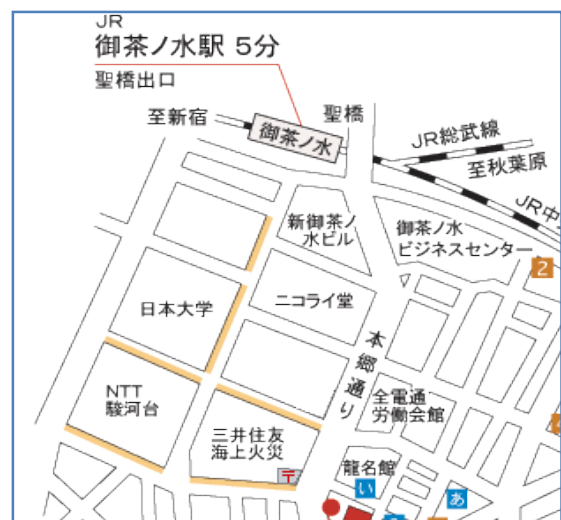 JR
御茶ノ水駅 5分
聖橋出口
至新宿
聖橋
御茶ノ水
JR総武線
至秋葉原
JR中
新御茶ノ
水ビル
御茶ノ水
ビジネスセンター
2
日本大学
ニコライ堂
本郷通り
NTT
駿河台
全電通
労働会館
三井住友
海上火災
〒
龍名館
い
あ